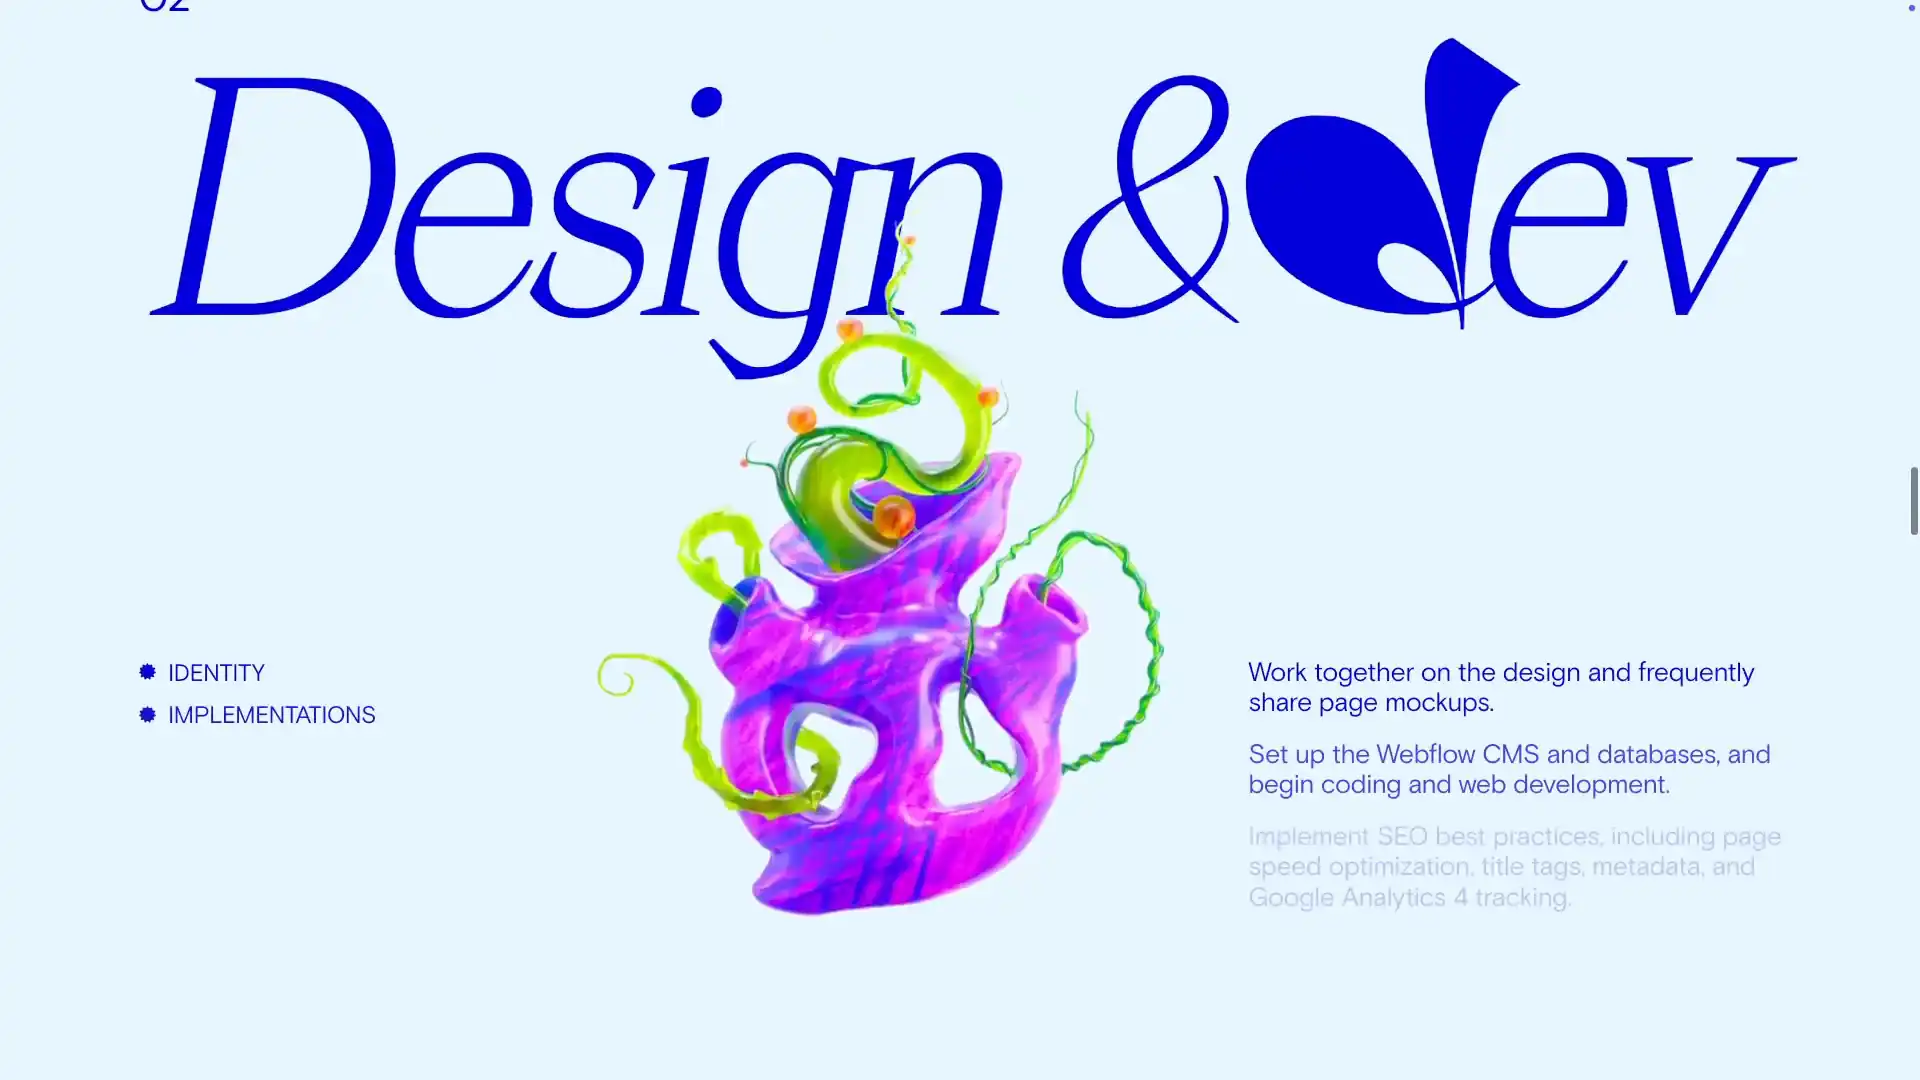 02
Design & dev
IDENTITY
IMPLEMENTATIONS
Work together on the design and frequently
share page mockups.
Set up the Webflow CMS and databases, and
begin coding and web development.
Implement SEO best practices, including page
speed optimization, title tags, metadata, and
Google Analytics 4 tracking.